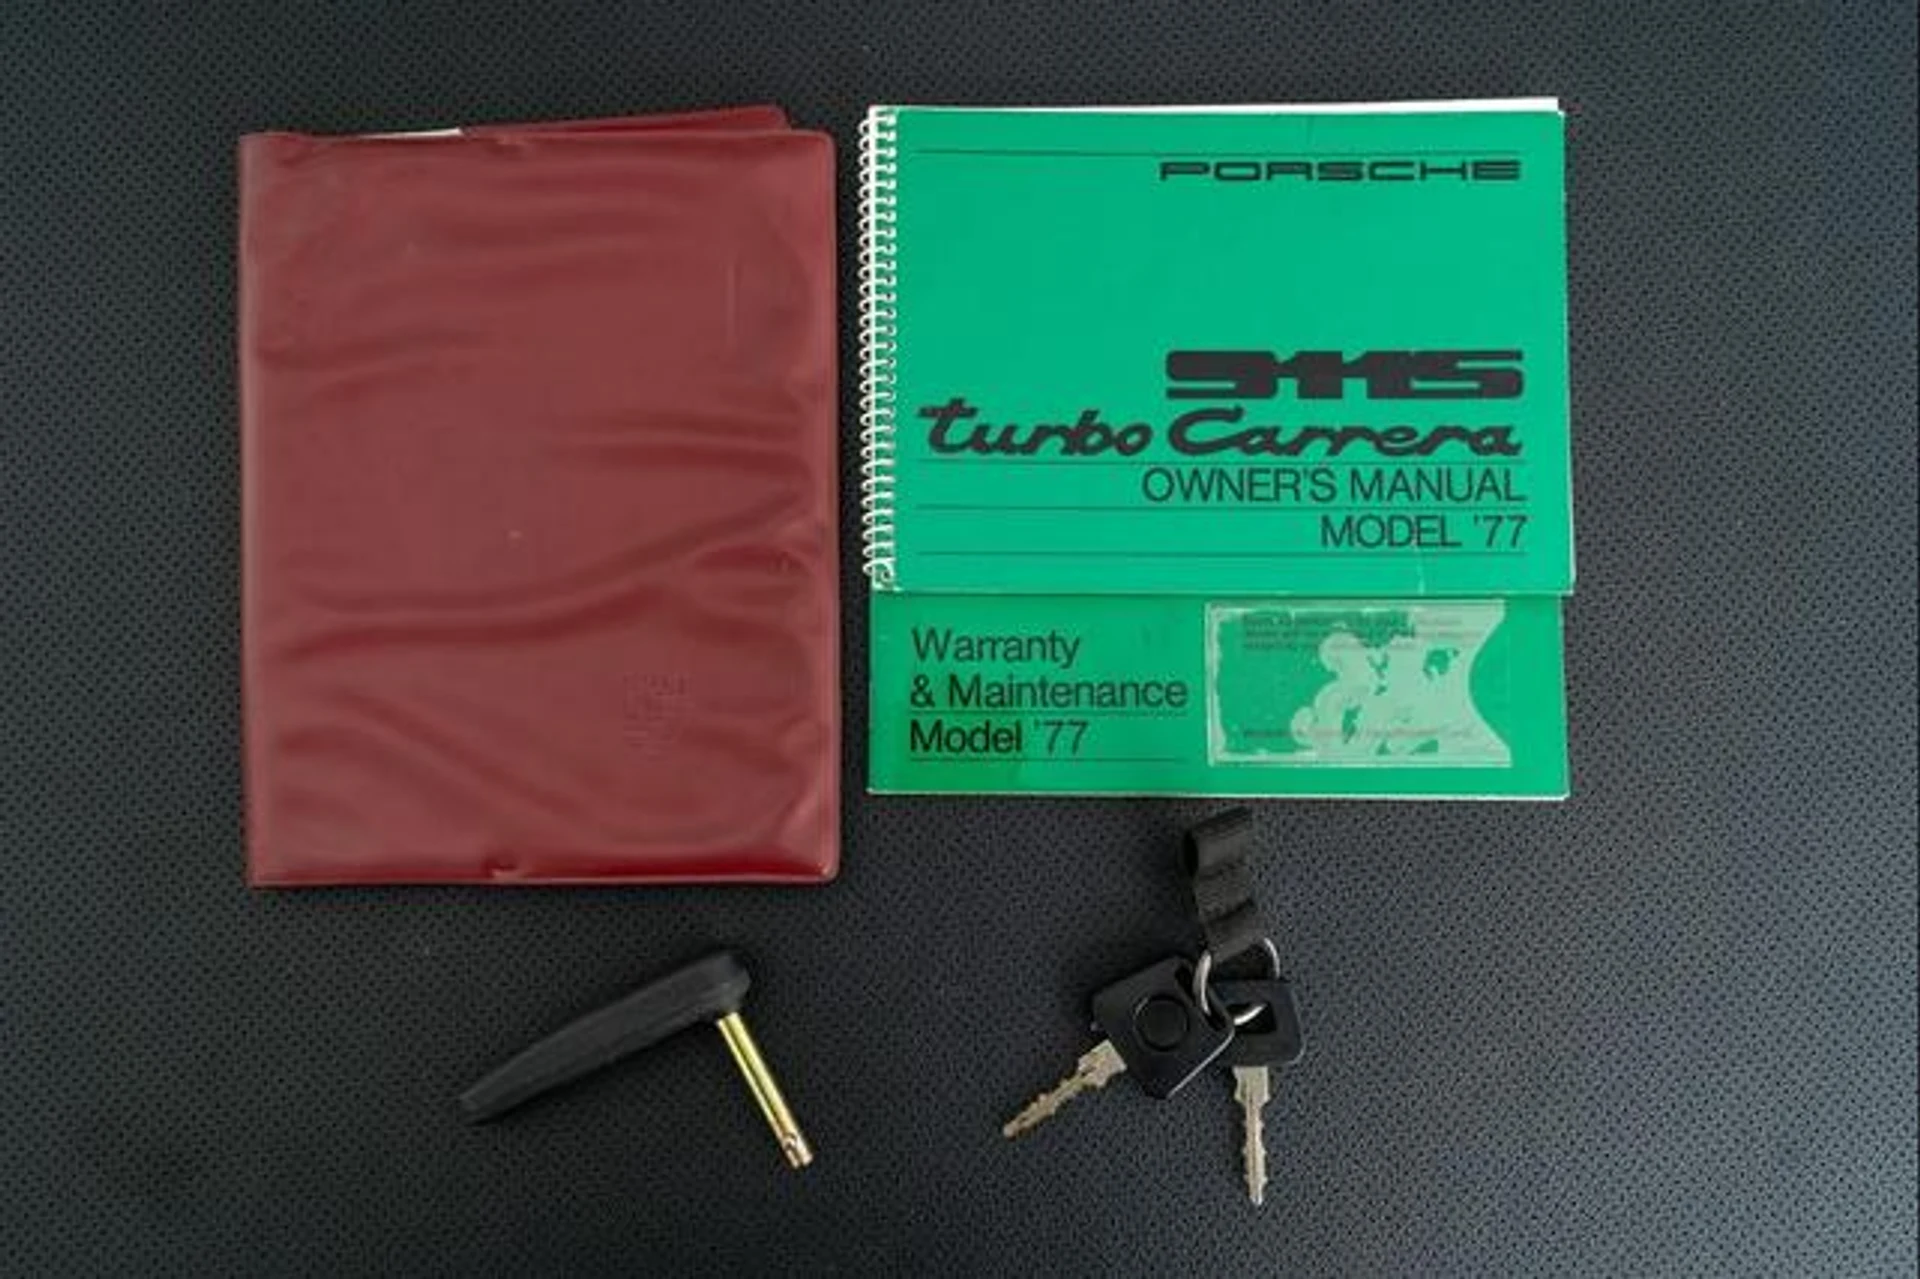 PORSCHE
911S
turbo Carrera
OWNER'S MANUAL
MODEL '77
Warranty
& Maintenance
Model '77